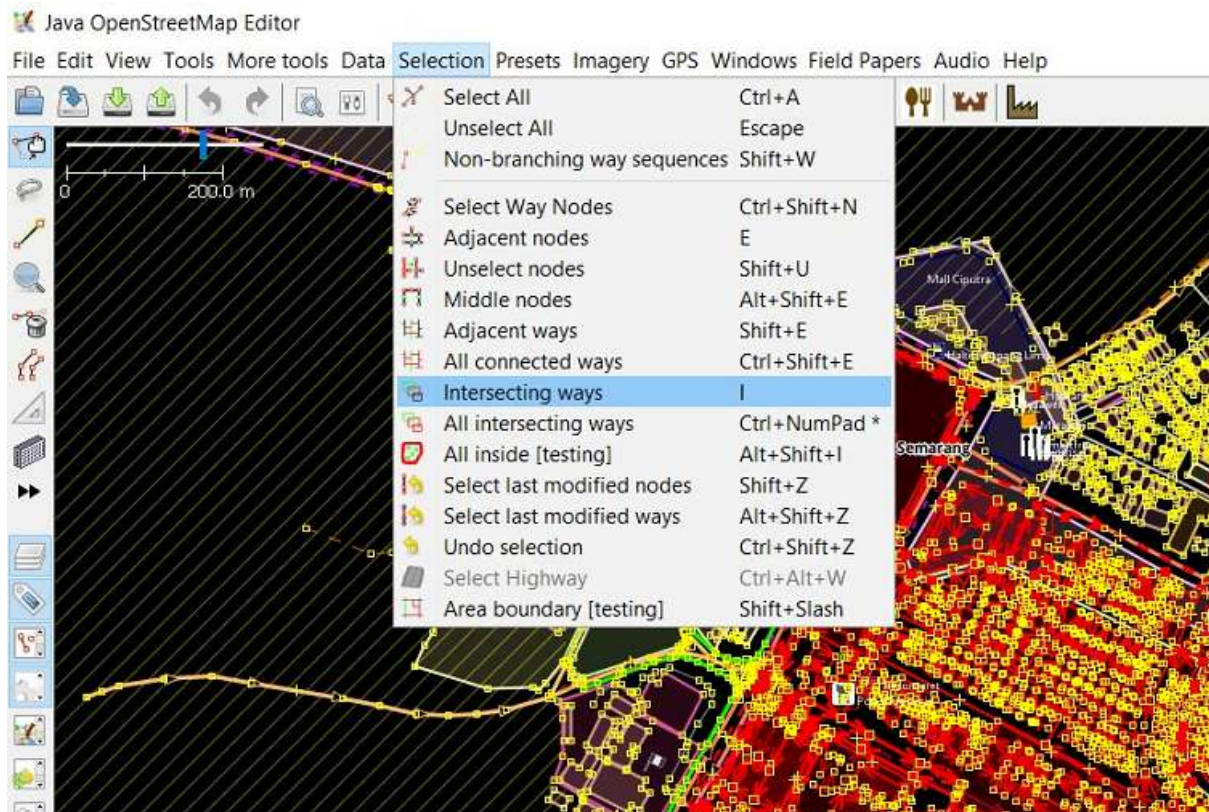 Java OpenStreetMap Editor
File Edit View Tools More tools Data Selection Presets Imagery GPS Windows Field Papers Audio Help
Select All Ctrl+A
Unselect All Escape
Non-branching way sequences Shift+W
0 200.0 m
Select Way Nodes Ctrl+Shift+N
Adjacent nodes E
Unselect nodes Shift+U
Middle nodes Alt+Shift+E
Adjacent ways Shift+E
All connected ways Ctrl+Shift+E
Intersecting ways I
All intersecting ways Ctrl+NumPad *
All inside [testing] Alt+Shift+I
Select last modified nodes Shift+Z
Select last modified ways Alt+Shift+Z
Undo selection Ctrl+Shift+Z
Select Highway Ctrl+Alt+W
Area boundary [testing] Shift+Slash
Mall Ciputra
Semarang